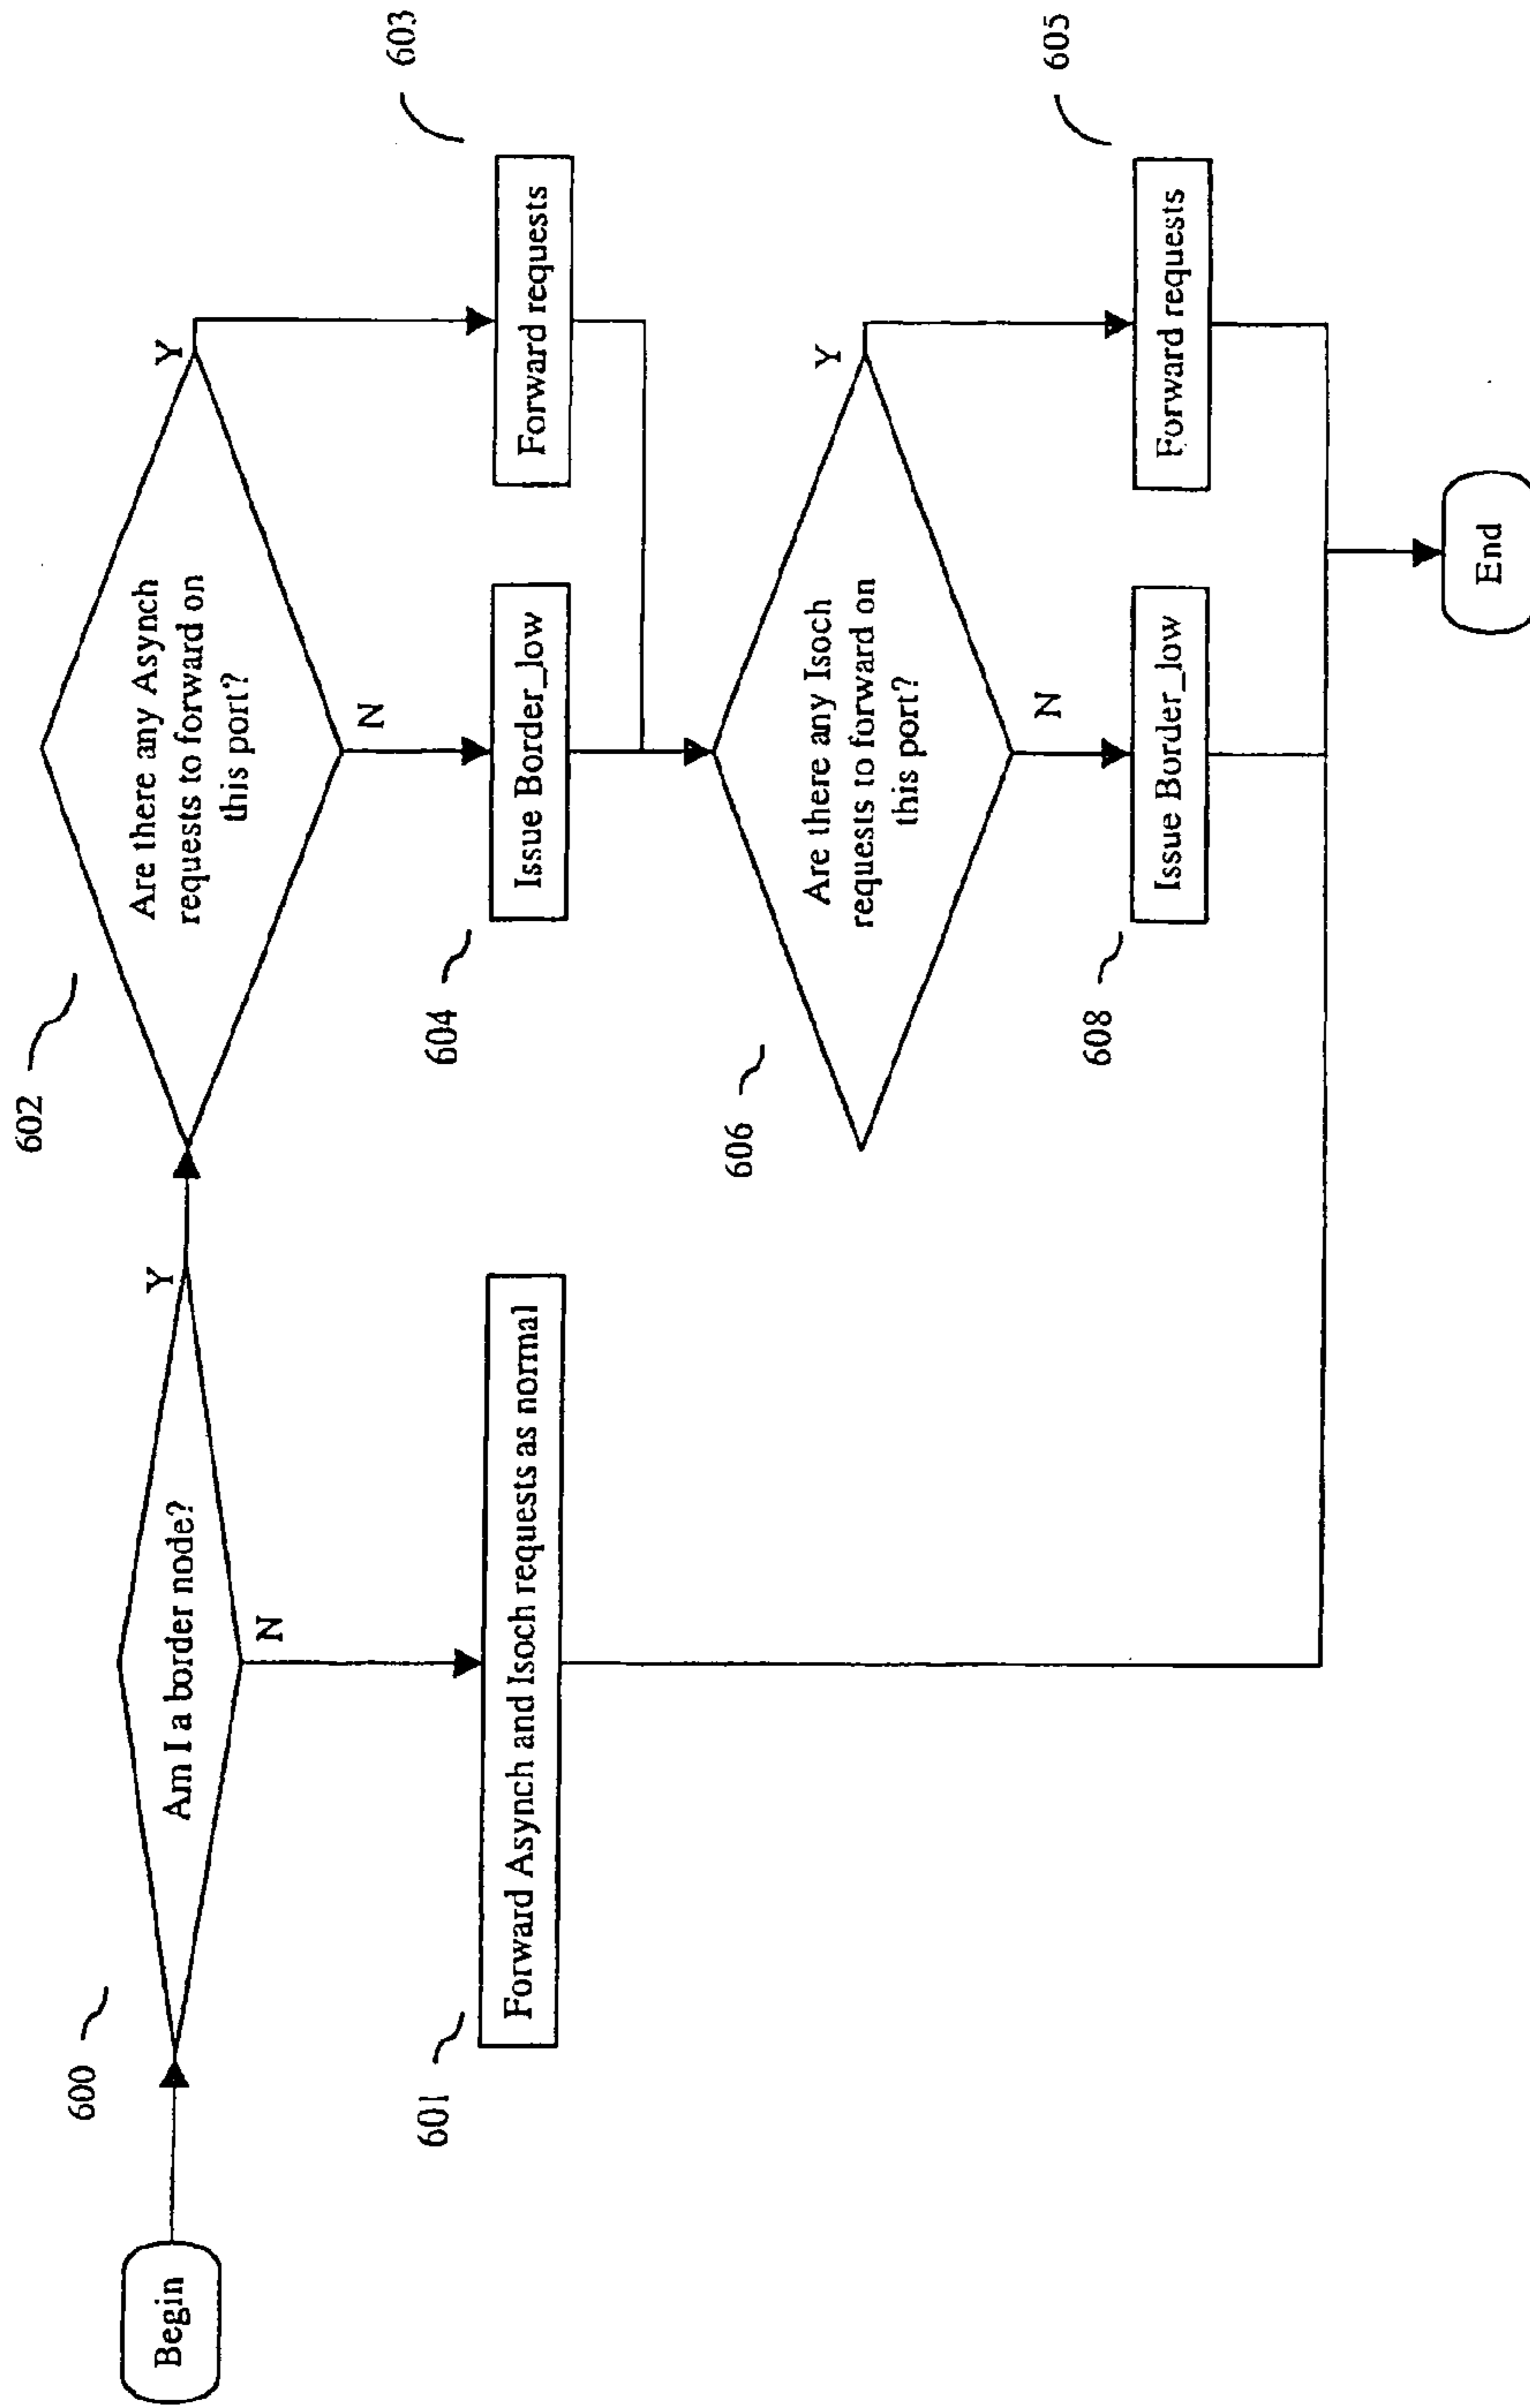 Begin
600
Am I a border node?
Y
N
601
Forward Asynch and Isoch requests as normal
602
Are there any Asynch
requests to forward on
this port?
Y
N
603
Forward requests
604
Issue Border_low
606
Are there any Isoch
requests to forward on
this port?
Y
N
605
Forward requests
608
Issue Border_low
End